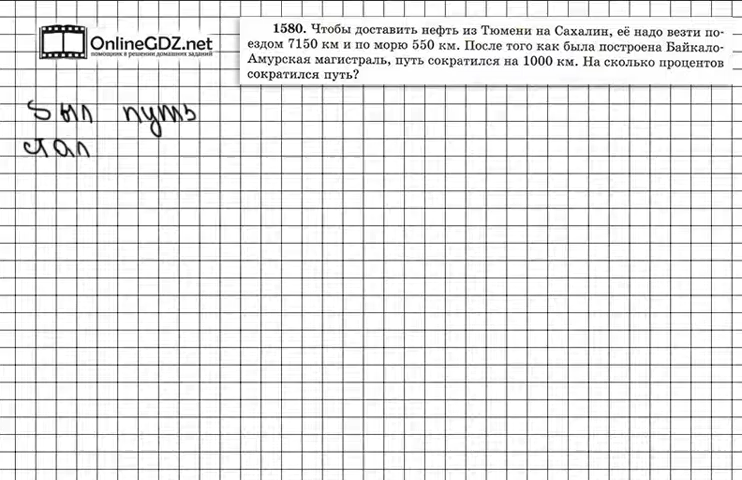 OnlineGDZ.net
помощник в решении домашних заданий
1580. Чтобы доставить нефть из Тюмени на Сахалин, её надо везти по-
ездом 7150 км и по морю 550 км. После того как была построена Байкало-
Амурская магистраль, путь сократился на 1000 км. На сколько процентов
сократился путь?
Был путь
стал